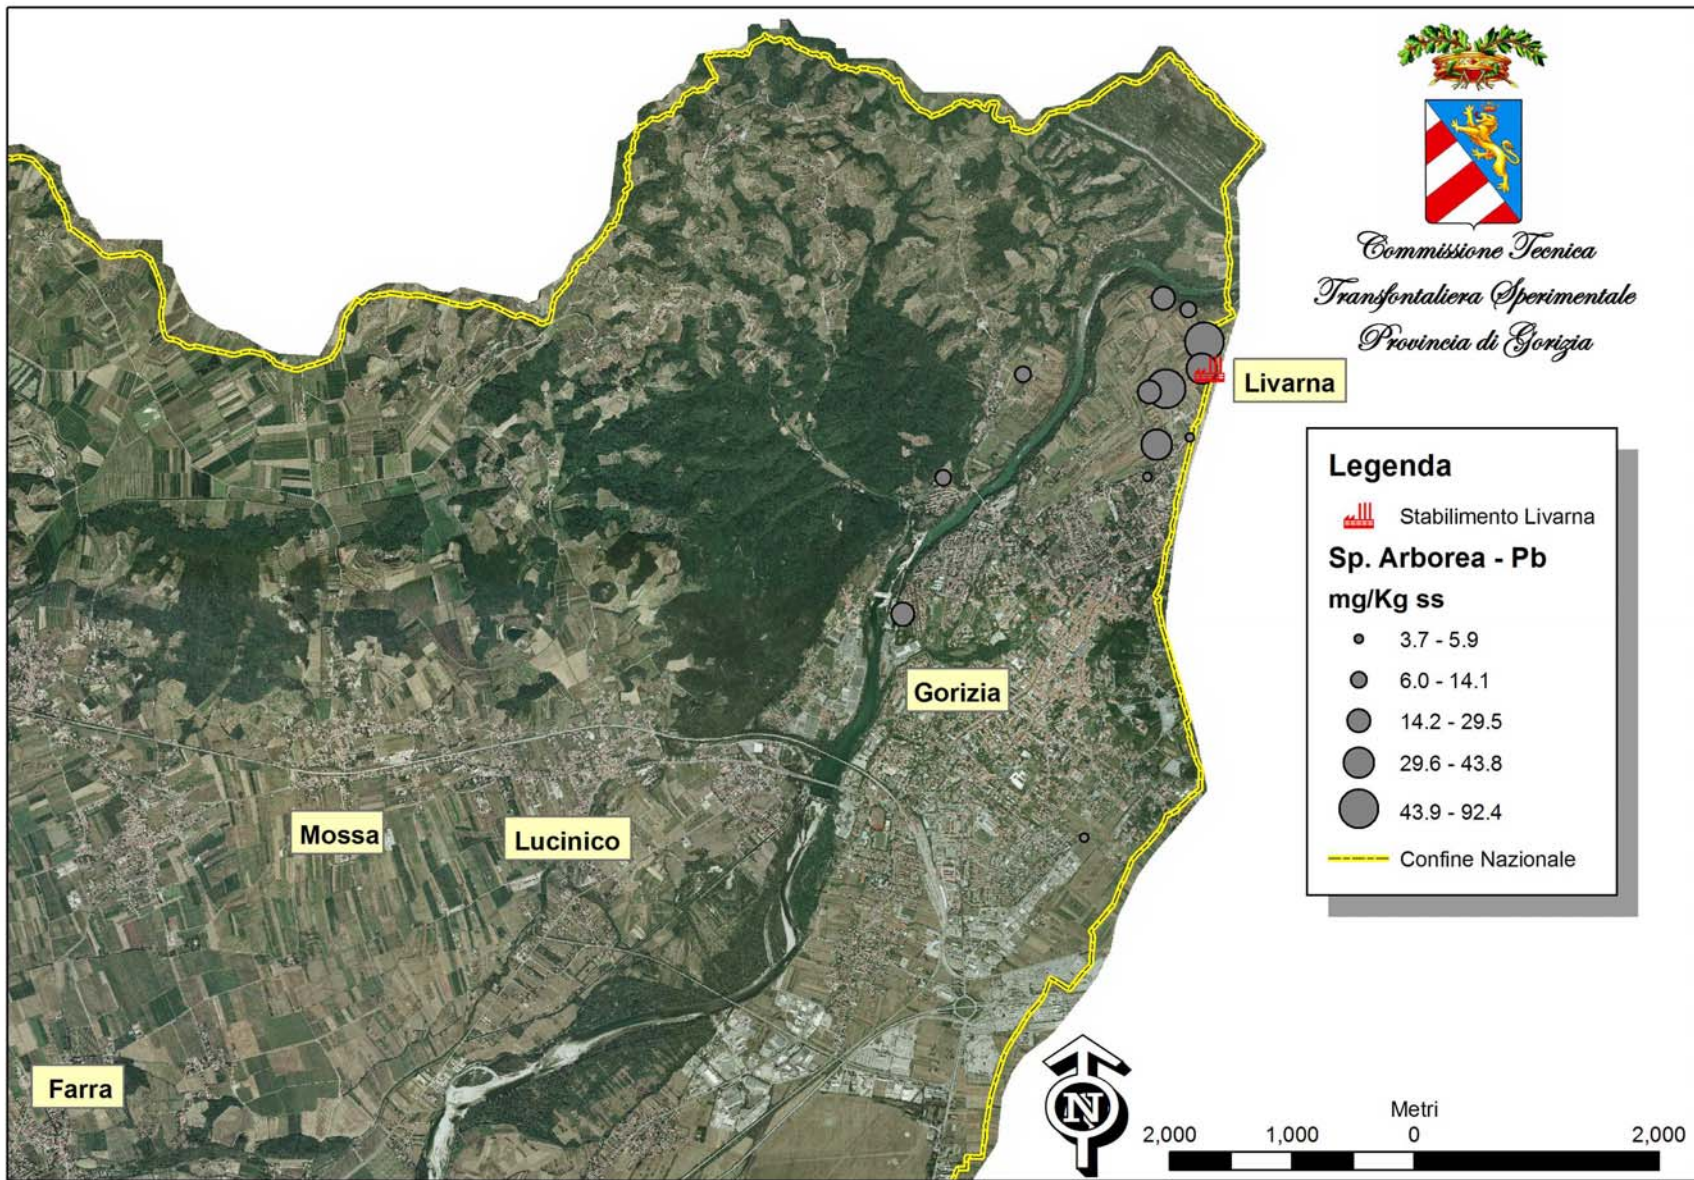 Commissione Tecnica
Transfontaliera Sperimentale
Provincia di Gorizia
Livarna
Legenda
Stabilimento Livarna
Sp. Arborea - Pb
mg/Kg ss
3.7 - 5.9
6.0 - 14.1
14.2 - 29.5
29.6 - 43.8
43.9 - 92.4
Confine Nazionale
Gorizia
Mossa
Lucinico
Farra
N
Metri
2,000 1,000 0 2,000